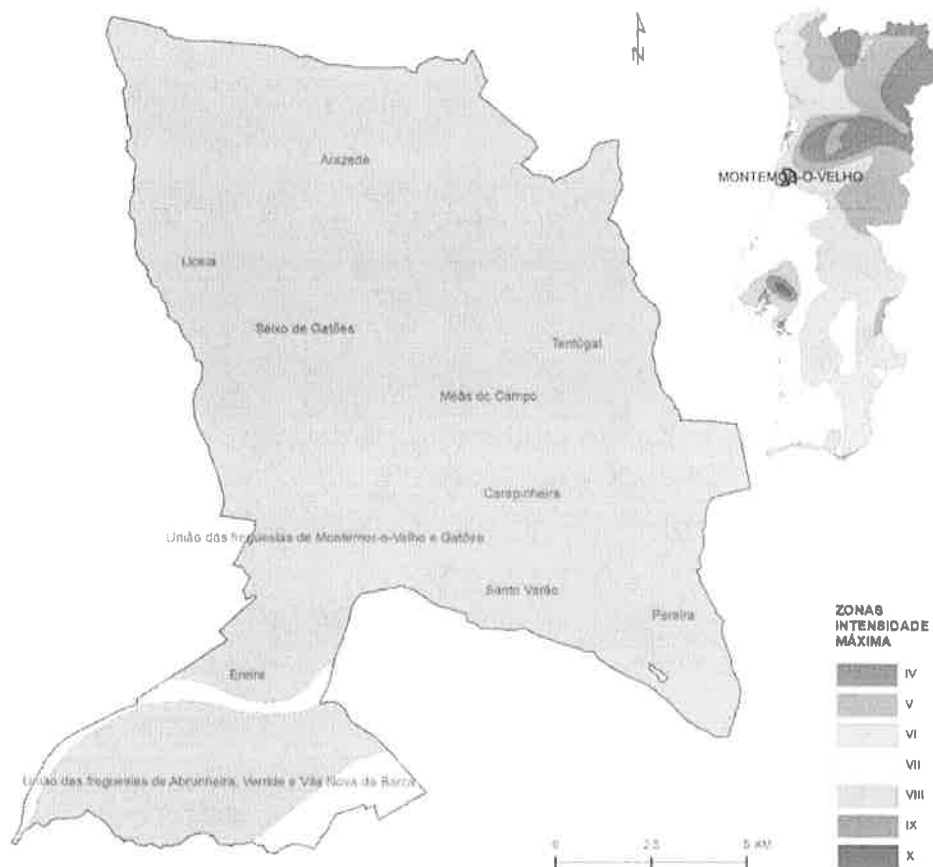 N
Arazede
MONTEMOR-O-VELHO
Liceia
Seixo de Gatões
Tentúgal
Meãs do Campo
Carapinheira
União das freguesias de Montemor-o-Velho e Gatões
Santo Varão
Pereira
Ereira
União das freguesias de Abrunheira, Verride e Vila Nova da Barca
ZONAS
INTENSIDADE
MÁXIMA
IV
V
VI
VII
VIII
IX
X
0 2.5 5 KM